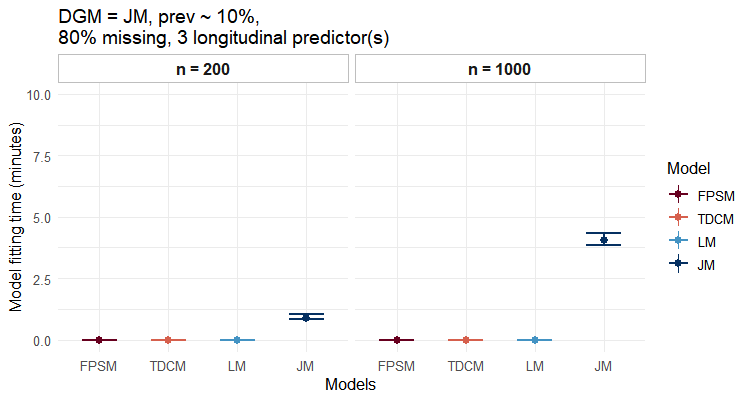 DGM = JM, prev ~ 10%,
80% missing, 3 longitudinal predictor(s)
n = 200
n = 1000
Model fitting time (minutes)
10.0
7.5
5.0
2.5
0.0
FPSM
TDCM
LM
JM
FPSM
TDCM
LM
JM
Models
Model
FPSM
TDCM
LM
JM